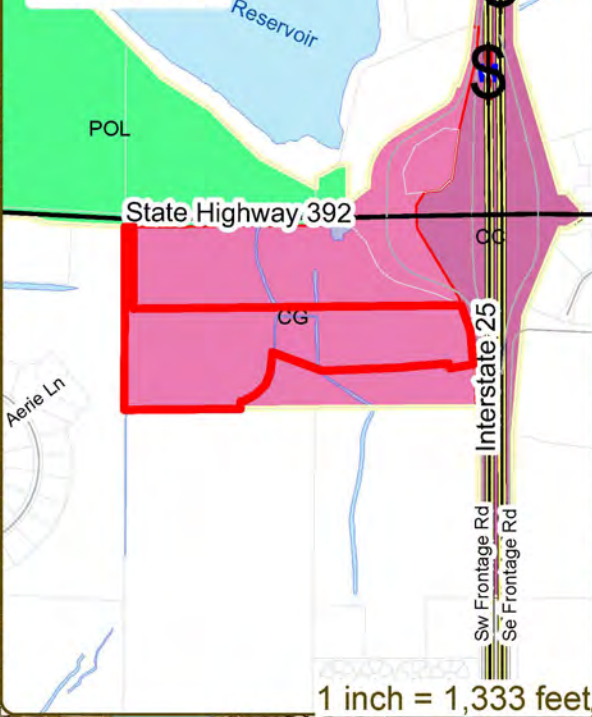 Reservoir
$
POL
State Highway 392
CG
CG
Interstate 25
Aerie Ln
Sw Frontage Rd
Se Frontage Rd
1 inch = 1,333 feet